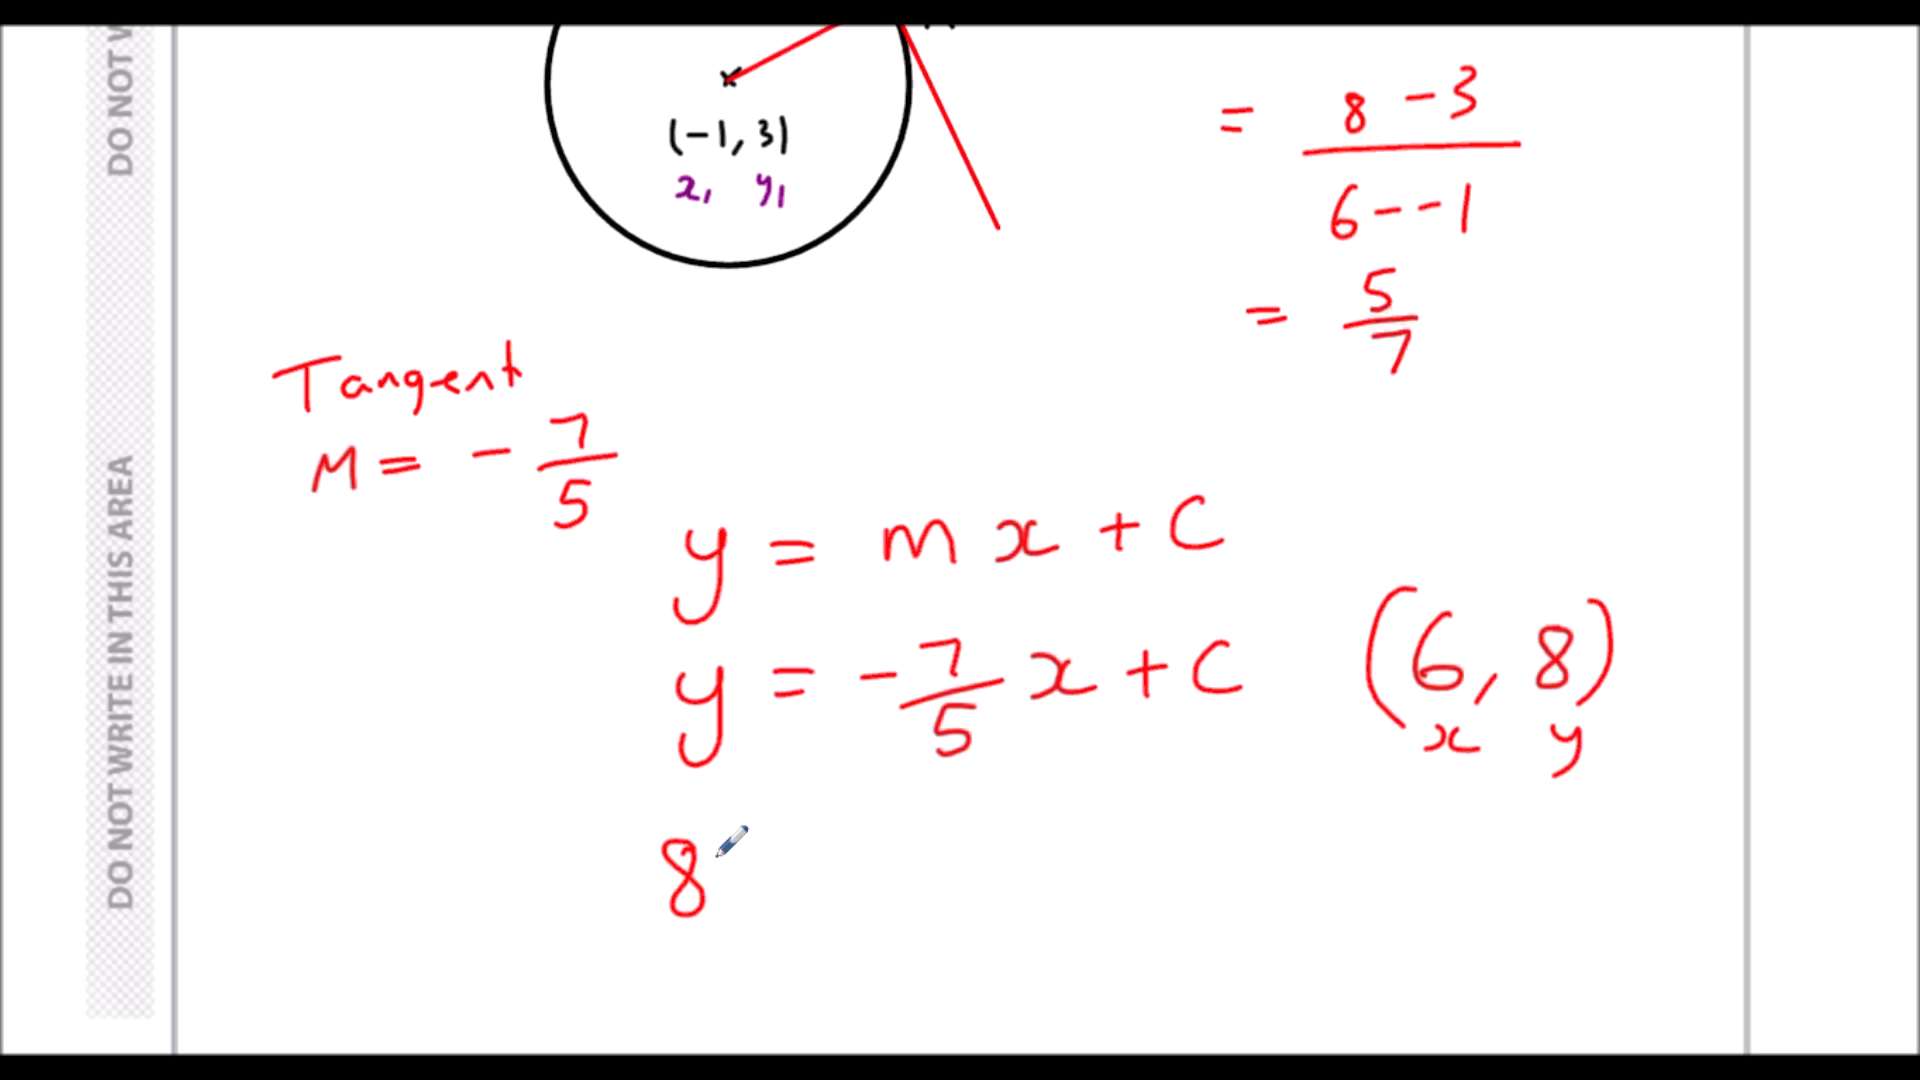 DO NOT W
DO NOT WRITE IN THIS AREA
(-1, 3)
x₁ y₁
= 8 - 3
6 - - 1
= 5
7
Tangent
M = - 7
5
y = mx + C
y = - 7/5 x + C
(6, 8)
x y
8